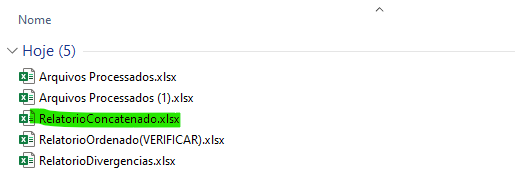 Nome
Hoje (5)
Arquivos Processados.xlsx
Arquivos Processados (1).xlsx
RelatorioConcatenado.xlsx
RelatorioOrdenado(VERIFICAR).xlsx
RelatorioDivergencias.xlsx